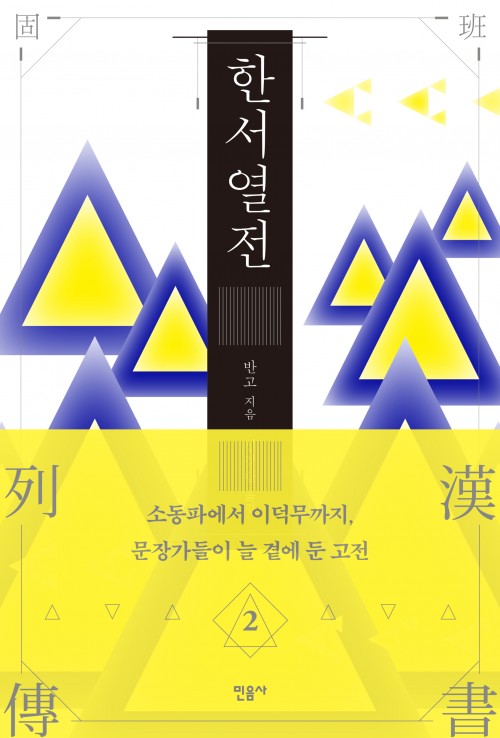 固
班
한서열전
반고 지음
漢書
列傳
소동파에서 이덕무까지,
문장가들이 늘 곁에 둔 고전
2
민음사